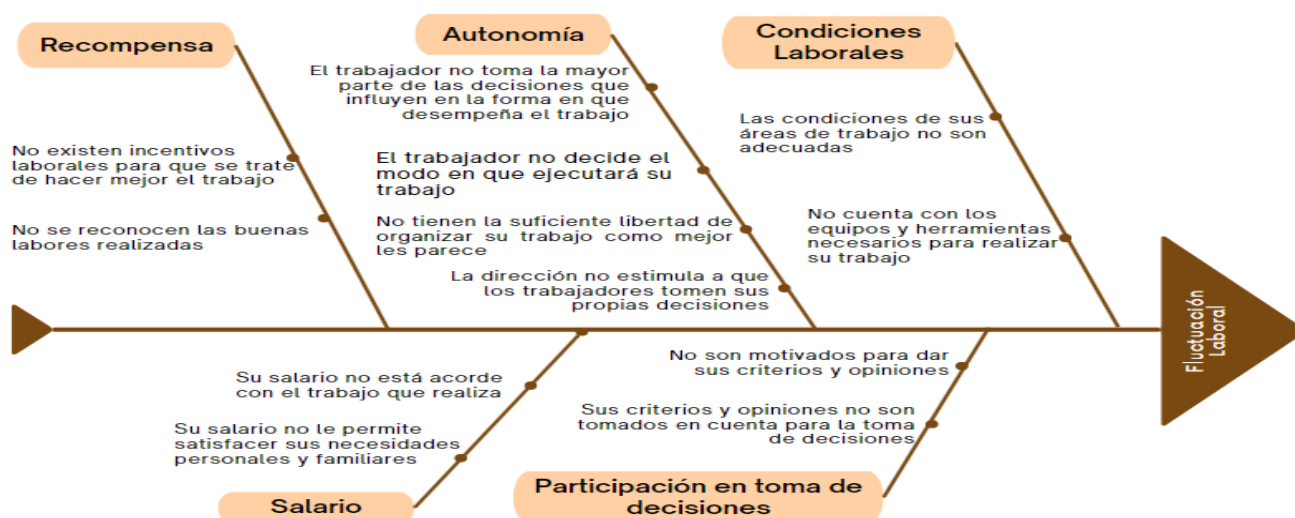 Recompensa
No existen incentivos
laborales para que se trate
de hacer mejor el trabajo
No se reconocen las buenas
labores realizadas
Autonomía
El trabajador no toma la mayor
parte de las decisiones que
influyen en la forma en que
desempeña el trabajo
El trabajador no decide el
modo en que ejecutará su
trabajo
No tienen la suficiente libertad de
organizar su trabajo como mejor
les parece
La dirección no estimula a que
los trabajadores tomen sus
propias decisiones
Condiciones
Laborales
Las condiciones de sus
áreas de trabajo no son
adecuadas
No cuenta con los
equipos y herramientas
necesarios para realizar
su trabajo
Fluctuación
Laboral
Su salario no está acorde
con el trabajo que realiza
Su salario no le permite
satisfacer sus necesidades
personales y familiares
Salario
No son motivados para dar
sus criterios y opiniones
Sus criterios y opiniones no son
tomados en cuenta para la toma
de decisiones
Participación en toma de
decisiones